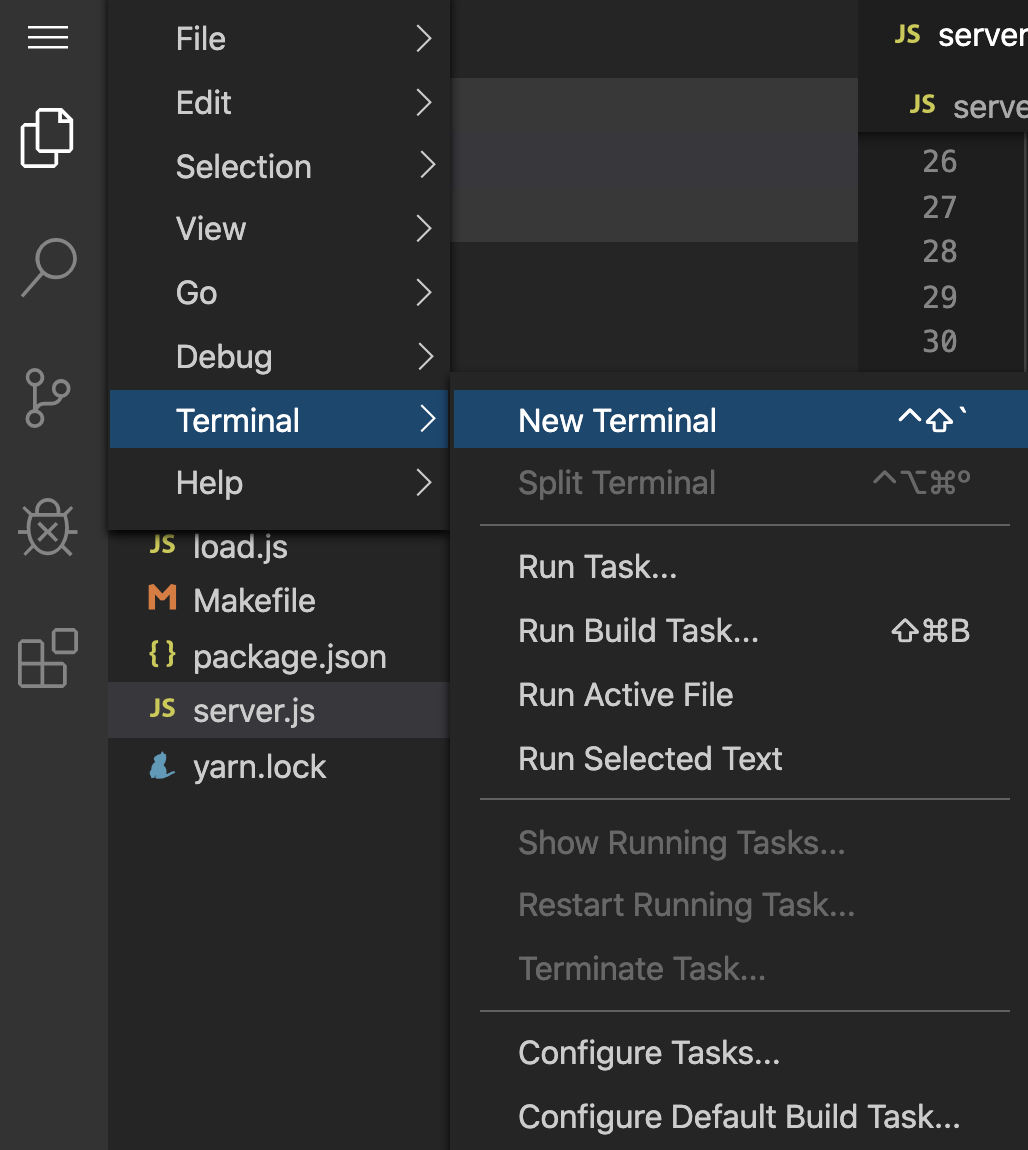 File
Edit
Selection
View
Go
Debug
Terminal
Help
JS load.js
M Makefile
{} package.json
JS server.js
yarn.lock
JS server
JS serve
26
27
28
29
30
New Terminal ^⇧`
Split Terminal ^⌥⌘º
Run Task...
Run Build Task... ⇧⌘B
Run Active File
Run Selected Text
Show Running Tasks...
Restart Running Task...
Terminate Task...
Configure Tasks...
Configure Default Build Task...